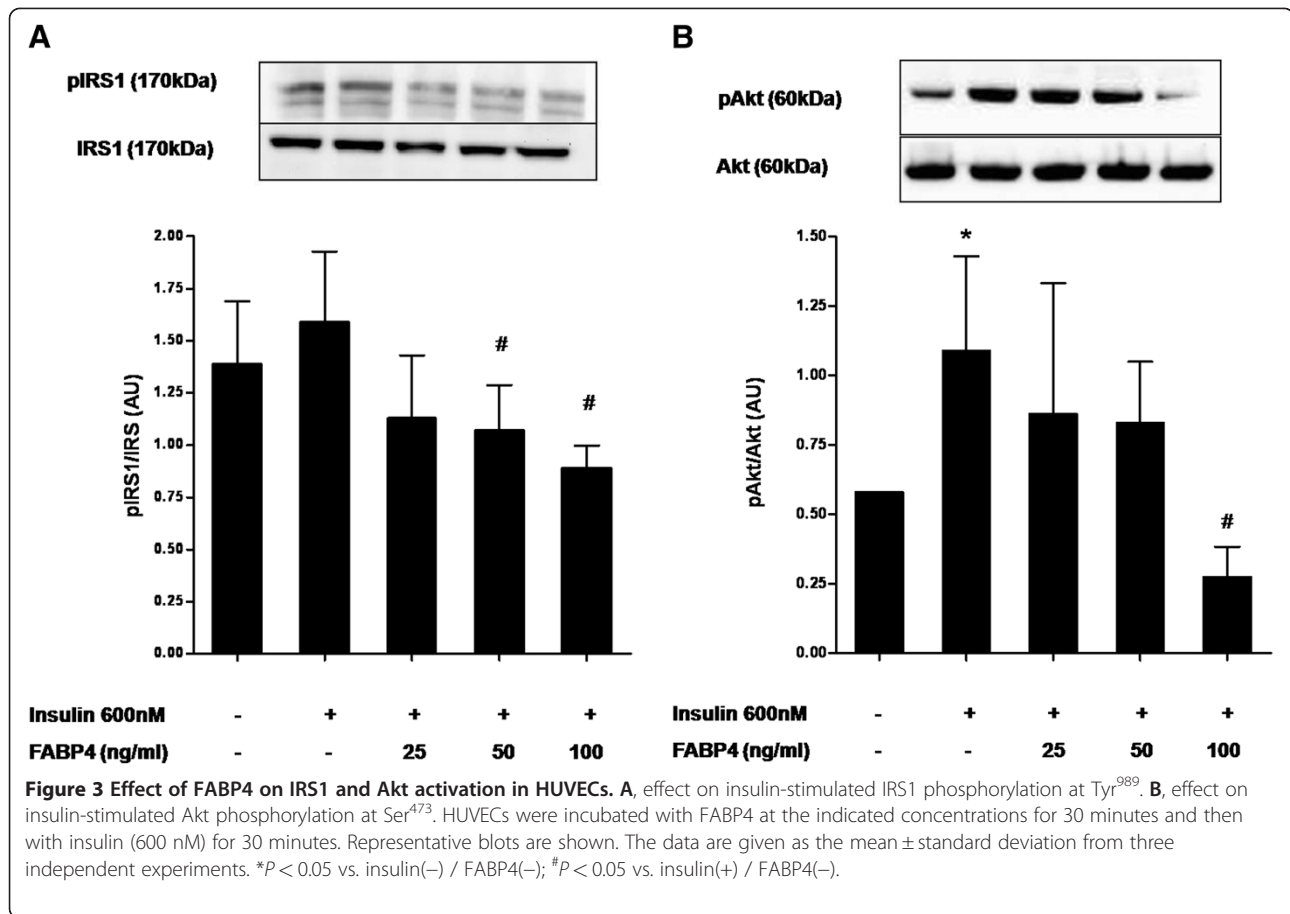 A
pIRS1 (170kDa)
IRS1 (170kDa)
2.00
1.75
1.50
1.25
1.00
0.75
0.50
0.25
0.00
pIRS1/IRS (AU)
#
#
Insulin 600nM - + + + +
FABP4 (ng/ml) - - 25 50 100
B
pAkt (60kDa)
Akt (60kDa)
1.50
1.25
1.00
0.75
0.50
0.25
0.00
pAkt/Akt (AU)
*
#
Insulin 600nM - + + + +
FABP4 (ng/ml) - - 25 50 100
Figure 3 Effect of FABP4 on IRS1 and Akt activation in HUVECs. A, effect on insulin-stimulated IRS1 phosphorylation at Tyr⁹⁸⁹. B, effect on
insulin-stimulated Akt phosphorylation at Ser⁴⁷³. HUVECs were incubated with FABP4 at the indicated concentrations for 30 minutes and then
with insulin (600 nM) for 30 minutes. Representative blots are shown. The data are given as the mean ± standard deviation from three
independent experiments. *P < 0.05 vs. insulin(−) / FABP4(−); #P < 0.05 vs. insulin(+) / FABP4(−).